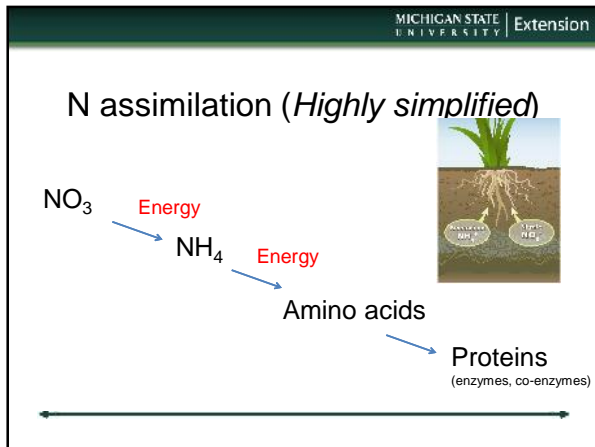 MICHIGAN STATE
UNIVERSITY
Extension
N assimilation (Highly simplified)
NO₃
Energy
NH₄
Energy
Amino acids
Proteins
(enzymes, co-enzymes)